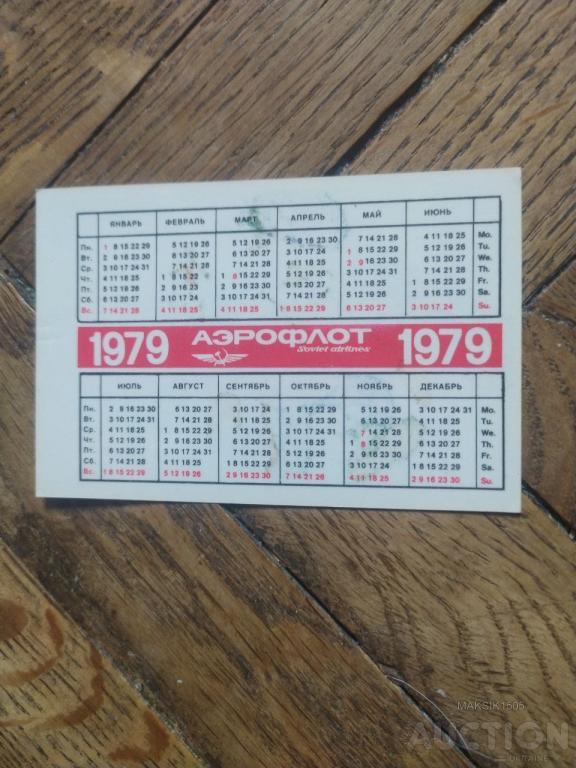 ЯНВАРЬ ФЕВРАЛЬ МАРТ АПРЕЛЬ МАЙ ИЮНЬ
Пн. 1 8 15 22 29 5 12 19 26 5 12 19 26 2 9 16 23 30 7 14 21 28 4 11 18 25 Mo.
Вт. 2 9 16 23 30 6 13 20 27 6 13 20 27 3 10 17 24 1 8 15 22 29 5 12 19 26 Tu.
Ср. 3 10 17 24 31 7 14 21 28 7 14 21 28 4 11 18 25 2 9 16 23 30 6 13 20 27 We.
Чт. 4 11 18 25 1 8 15 22 1 8 15 22 29 5 12 19 26 3 10 17 24 31 7 14 21 28 Th.
Пт. 5 12 19 26 2 9 16 23 2 9 16 23 30 6 13 20 27 4 11 18 25 1 8 15 22 29 Fr.
Сб. 6 13 20 27 3 10 17 24 3 10 17 24 31 7 14 21 28 5 12 19 26 2 9 16 23 30 Sa.
Вс. 7 14 21 28 4 11 18 25 4 11 18 25 1 8 15 22 29 6 13 20 27 3 10 17 24 Su.
1979 АЭРОФЛОТ 1979
Soviet airlines
ИЮЛЬ АВГУСТ СЕНТЯБРЬ ОКТЯБРЬ НОЯБРЬ ДЕКАБРЬ
Пн. 2 9 16 23 30 6 13 20 27 3 10 17 24 1 8 15 22 29 5 12 19 26 3 10 17 24 31 Mo.
Вт. 3 10 17 24 31 7 14 21 28 4 11 18 25 2 9 16 23 30 6 13 20 27 4 11 18 25 Tu.
Ср. 4 11 18 25 1 8 15 22 29 5 12 19 26 3 10 17 24 31 7 14 21 28 5 12 19 26 We.
Чт. 5 12 19 26 2 9 16 23 30 6 13 20 27 4 11 18 25 1 8 15 22 29 6 13 20 27 Th.
Пт. 6 13 20 27 3 10 17 24 31 7 14 21 28 5 12 19 26 2 9 16 23 30 7 14 21 28 Fr.
Сб. 7 14 21 28 4 11 18 25 1 8 15 22 29 6 13 20 27 3 10 17 24 1 8 15 22 29 Sa.
Вс. 1 8 15 22 29 5 12 19 26 2 9 16 23 30 7 14 21 28 4 11 18 25 2 9 16 23 30 Su.
MAKSIK1505
AUCTION
UKRAINE